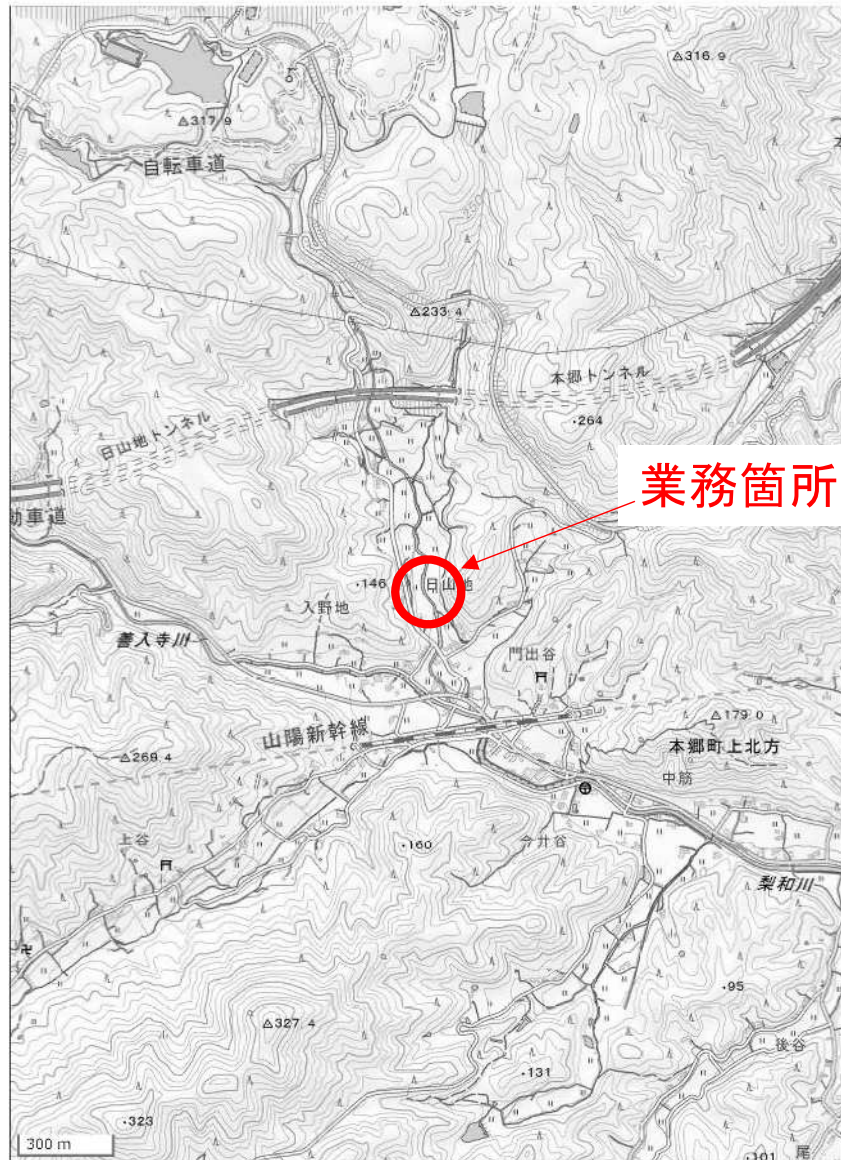 △316.9
△317.9
自転車道
△233.4
本郷トンネル
・264
日山地トンネル
業務箇所
動車道
・146
日山地
入野地
善入寺川
門出谷
山陽新幹線
△179.0
△269.4
本郷町上北方
中筋
上谷
・160
今井谷
梨和川
・95
△327.4
後谷
・131
・323
300 m
・101
尾